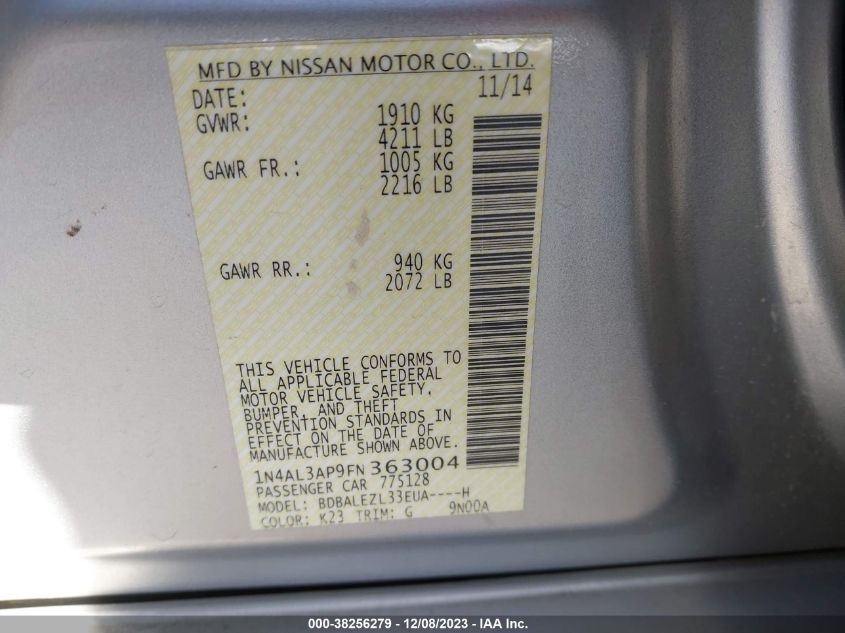 MFD BY NISSAN MOTOR CO., LTD.
DATE: 11/14
GVWR: 1910 KG
4211 LB
GAWR FR.: 1005 KG
2216 LB
GAWR RR.: 940 KG
2072 LB
THIS VEHICLE CONFORMS TO
ALL APPLICABLE FEDERAL
MOTOR VEHICLE SAFETY,
BUMPER, AND THEFT
PREVENTION STANDARDS IN
EFFECT ON THE DATE OF
MANUFACTURE SHOWN ABOVE.
1N4AL3AP9FN363004
PASSENGER CAR 775128
MODEL: BDBALEZL33EUA----H
COLOR: K23 TRIM: G 9N00A
000-38256279 - 12/08/2023 - IAA Inc.